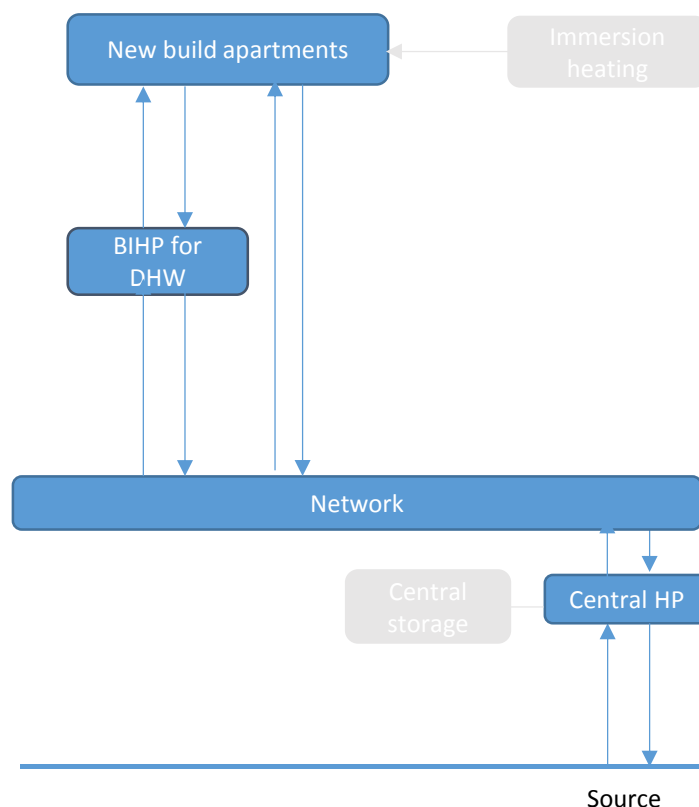 New build apartments
Immersion
heating
BIHP for
DHW
Network
Central
storage
Central HP
Source